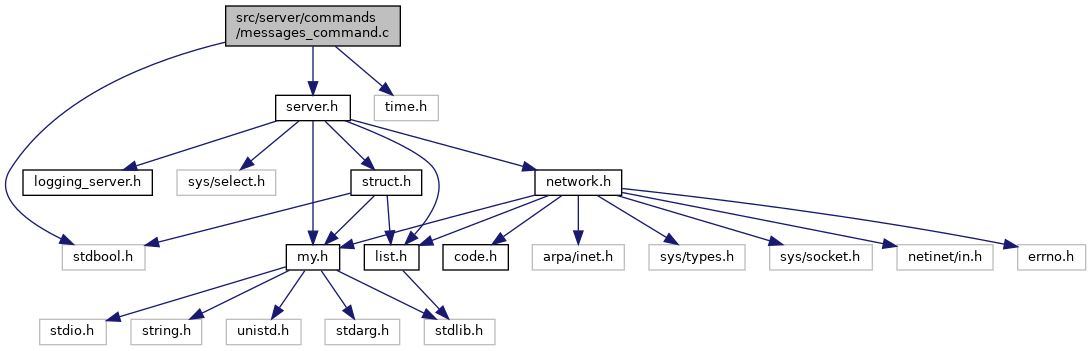 src/server/commands
/messages_command.c
server.h
time.h
logging_server.h
sys/select.h
struct.h
network.h
stdbool.h
my.h
list.h
code.h
arpa/inet.h
sys/types.h
sys/socket.h
netinet/in.h
errno.h
stdio.h
string.h
unistd.h
stdarg.h
stdlib.h